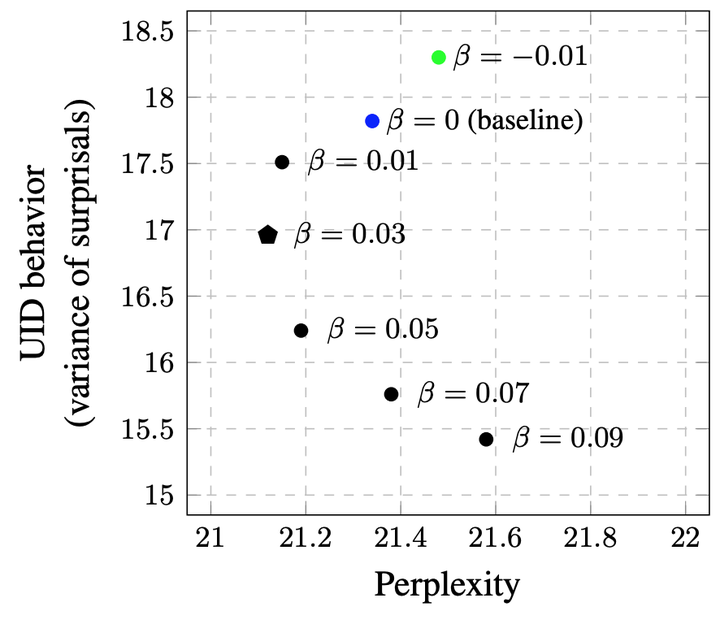 18.5
18
17.5
17
16.5
16
15.5
15
UID behavior
(variance of surprisals)
β = −0.01
β = 0 (baseline)
β = 0.01
β = 0.03
β = 0.05
β = 0.07
β = 0.09
21 21.2 21.4 21.6 21.8 22
Perplexity